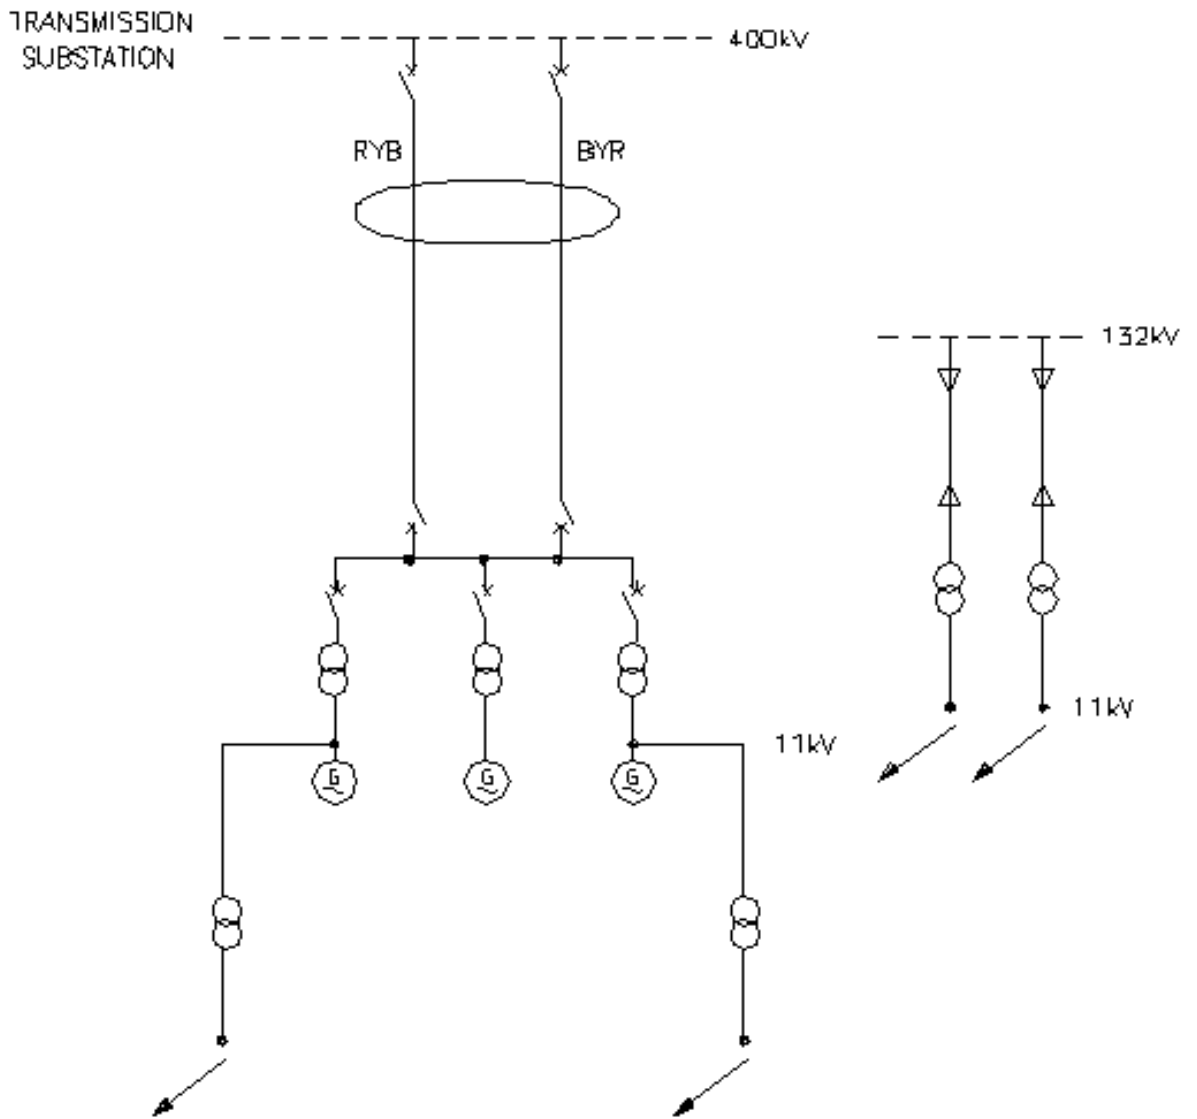 TRANSMISSION
SUBSTATION
400kV
RYB
BYR
132kV
11kV
11kV
G
G
G